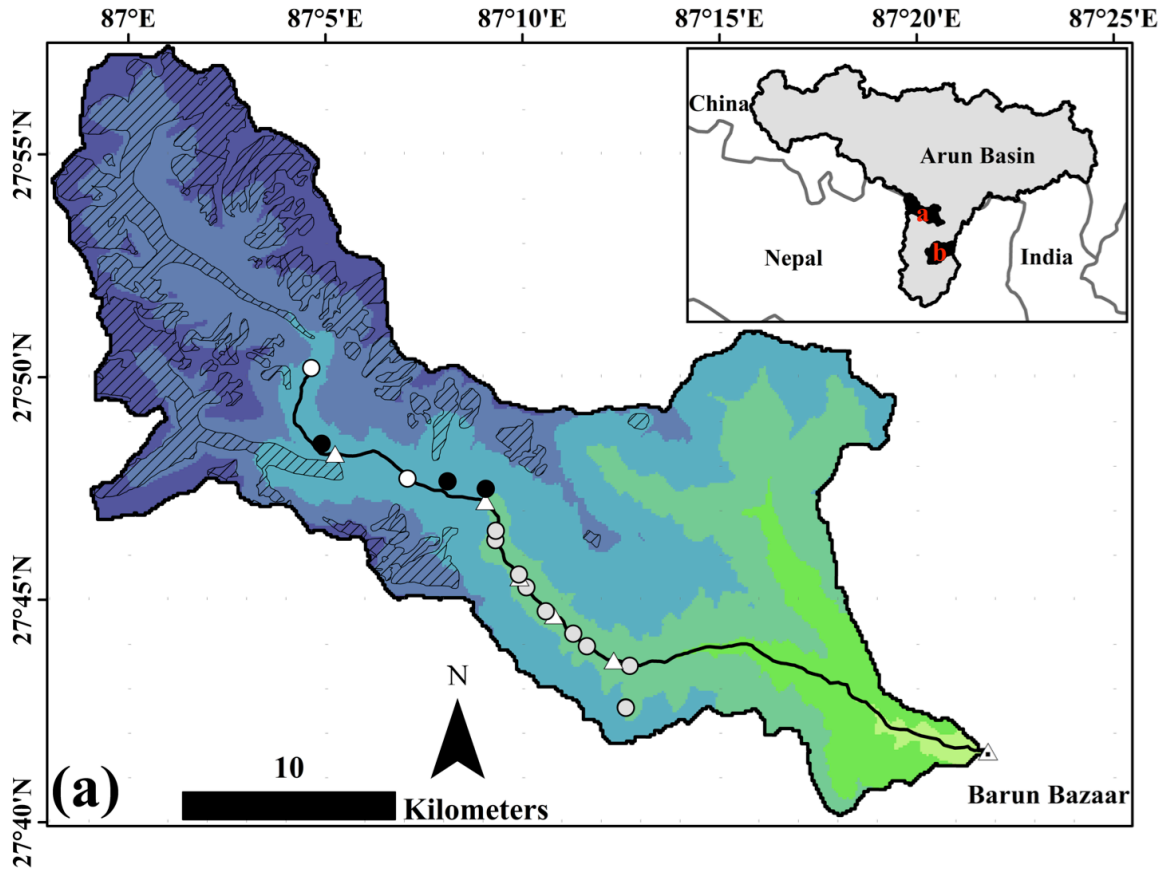 87°E 87°5'E 87°10'E 87°15'E 87°20'E 87°25'E
27°55'N
27°50'N
27°45'N
27°40'N
China
Arun Basin
a
b
Nepal
India
N
10
Kilometers
(a)
Barun Bazaar